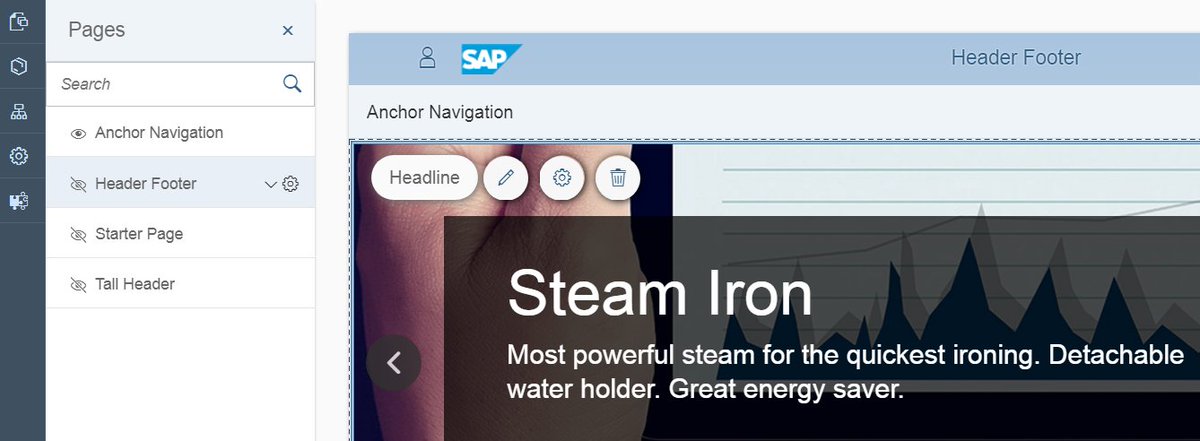 Pages
Search
Anchor Navigation
Header Footer
Starter Page
Tall Header
SAP
Header Footer
Anchor Navigation
Headline
Steam Iron
Most powerful steam for the quickest ironing. Detachable
water holder. Great energy saver.